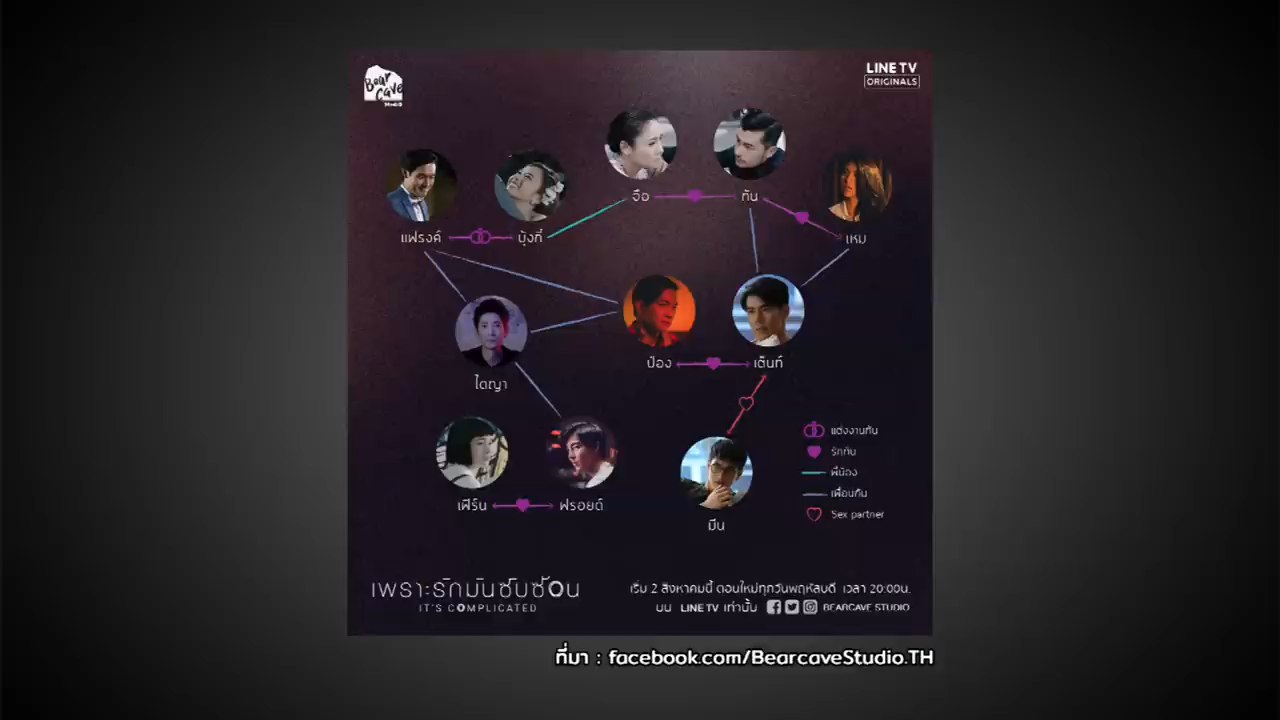 Bear Cave
STUDIO
LINE TV
ORIGINALS
จือ
ทัน
แฟรงค์
บุ้งกี๋
เหม
ป๋อง
เต็นท์
ไดญา
เฟิร์น
ฟรอยด์
มีน
แต่งงานกัน
รักกัน
พี่น้อง
เพื่อนกัน
Sex partner
เพราะรักมันซับซ้อน
IT'S COMPLICATED
เริ่ม 2 สิงหาคมนี้ ตอนใหม่ทุกวันพฤหัสบดี เวลา 20:00น.
บน LINE TV เท่านั้น BEARCAVE STUDIO
ที่มา : facebook.com/BearcaveStudio.TH